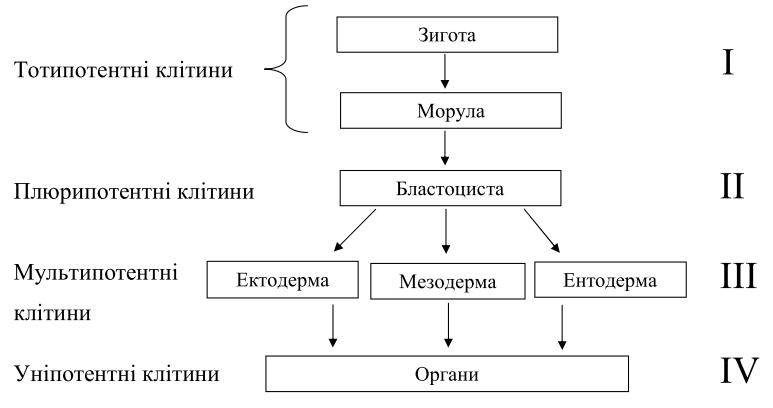 Зигота
Тотипотентні клітини
I
Морула
Плюрипотентні клітини
Бластоциста
II
Мультипотентні
клітини
Ектодерма
Мезодерма
Ентодерма
III
Уніпотентні клітини
Органи
IV